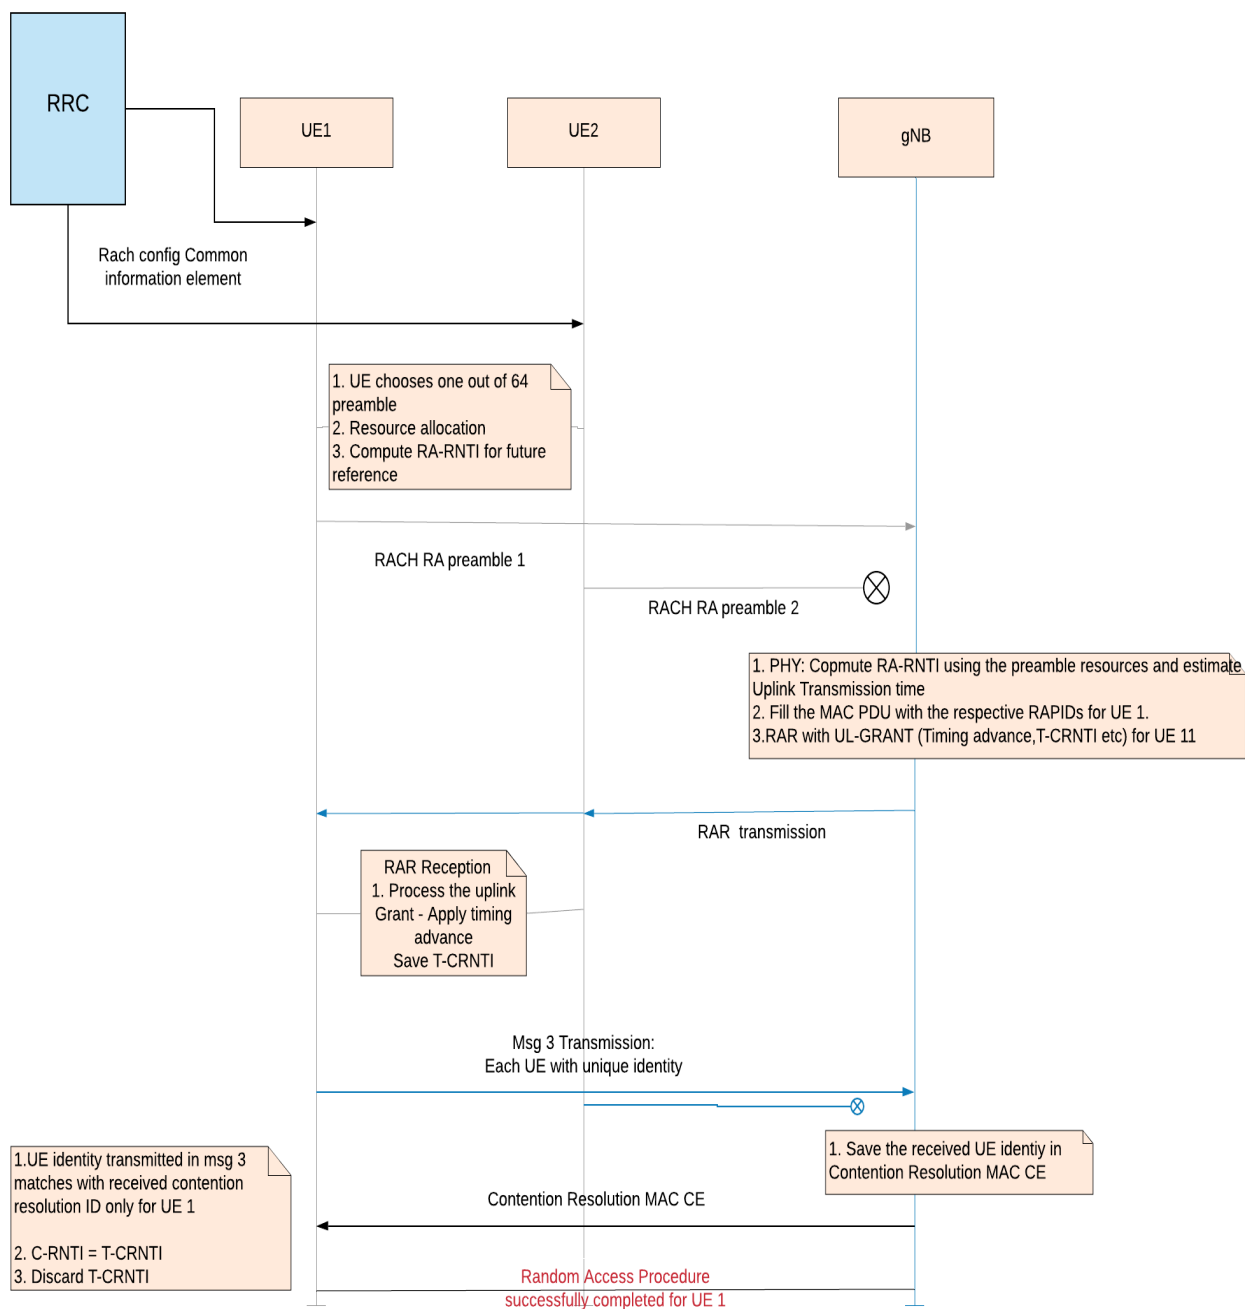 RRC
UE1
UE2
gNB
Rach config Common
information element
1. UE chooses one out of 64
preamble
2. Resource allocation
3. Compute RA-RNTI for future
reference
RACH RA preamble 1
RACH RA preamble 2
1. PHY: Copmute RA-RNTI using the preamble resources and estimate
Uplink Transmission time
2. Fill the MAC PDU with the respective RAPIDs for UE 1.
3.RAR with UL-GRANT (Timing advance,T-CRNTI etc) for UE 11
RAR transmission
RAR Reception
1. Process the uplink
Grant - Apply timing
advance
Save T-CRNTI
Msg 3 Transmission:
Each UE with unique identity
1. Save the received UE identiy in
Contention Resolution MAC CE
1.UE identity transmitted in msg 3
matches with received contention
resolution ID only for UE 1
2. C-RNTI = T-CRNTI
3. Discard T-CRNTI
Contention Resolution MAC CE
Random Access Procedure
successfully completed for UE 1